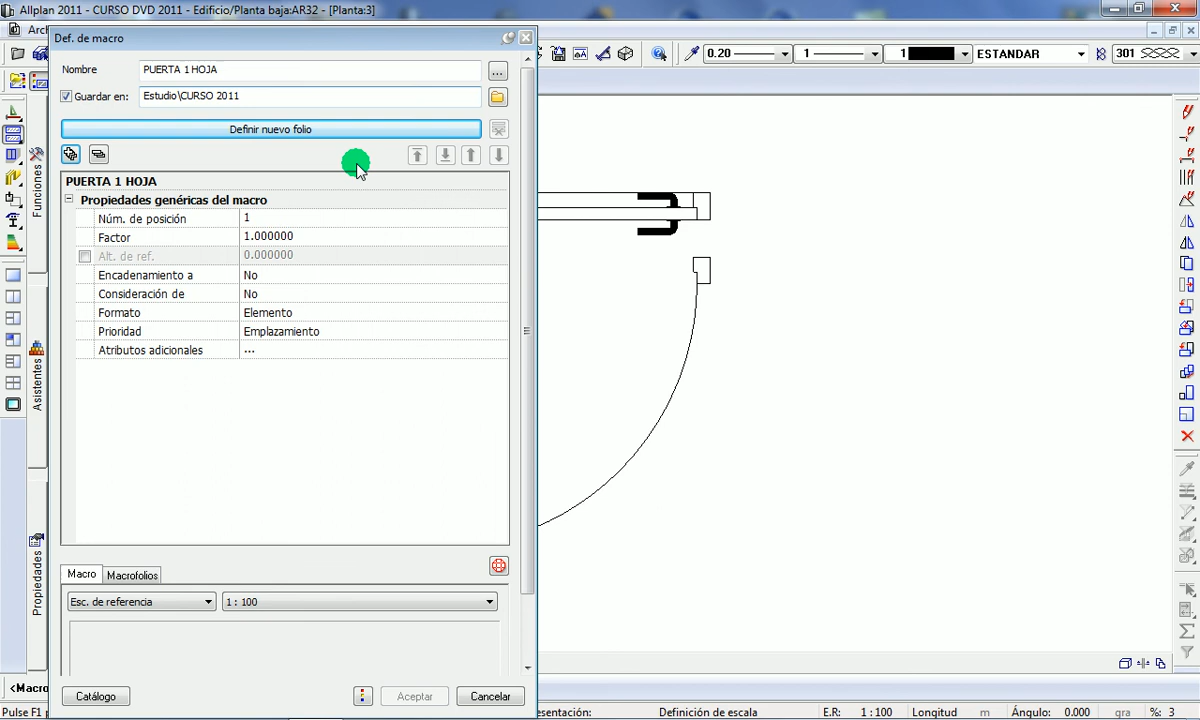 Allplan 2011 - CURSO DVD 2011 - Edificio/Planta baja:AR32 - [Planta:3]
Def. de macro
Nombre
PUERTA 1 HOJA
...
Guardar en:
Estudio\CURSO 2011
Definir nuevo folio
PUERTA 1 HOJA
Propiedades genéricas del macro
Núm. de posición 1
Factor 1.000000
Alt. de ref. 0.000000
Encadenamiento a No
Consideración de No
Formato Elemento
Prioridad Emplazamiento
Atributos adicionales ...
Macro
Macrofolios
Esc. de referencia
1 : 100
Catálogo
Aceptar
Cancelar
0.20
1
1
ESTANDAR
301
Funciones
Asistentes
Propiedades
<Macro
Pulse F1
Definición de escala
E.R:
1 : 100
Longitud
m
Ángulo:
0.000
gra
%:
3